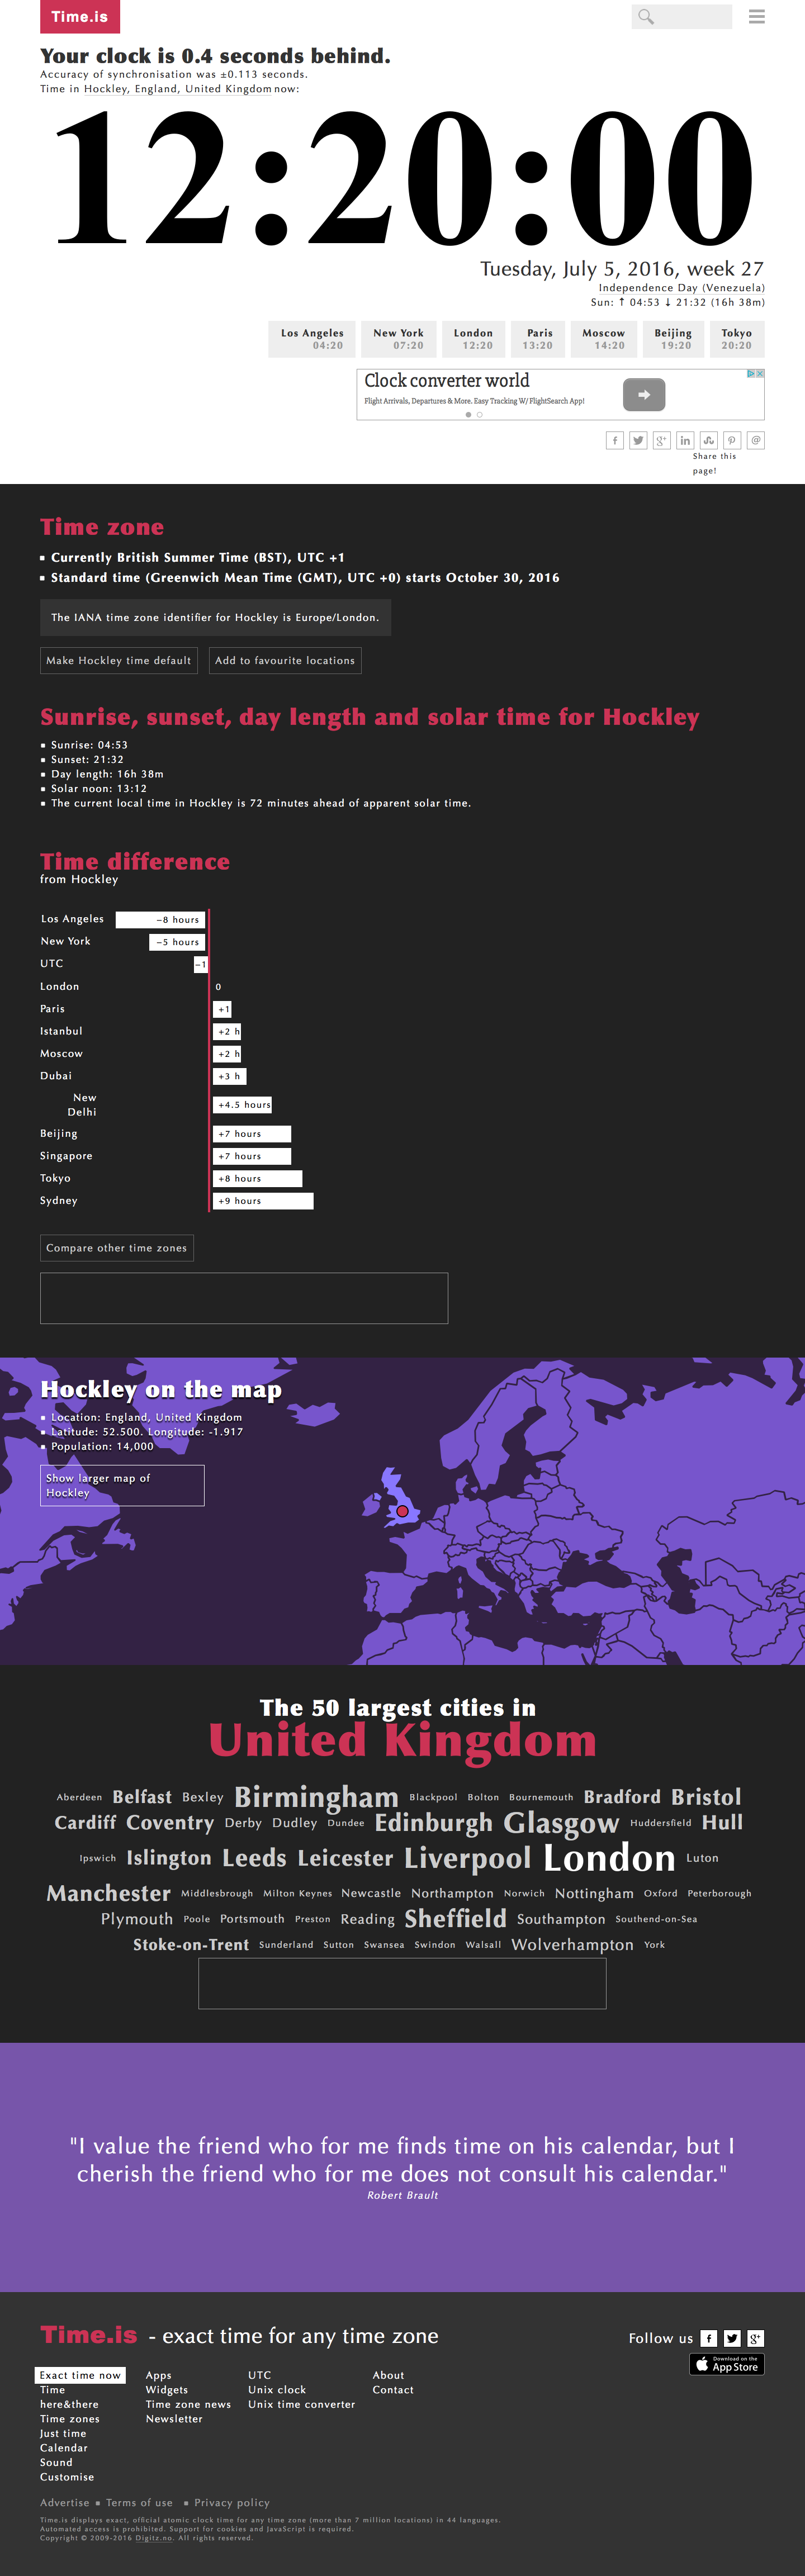 Time.is
Your clock is 0.4 seconds behind.
Accuracy of synchronisation was ±0.113 seconds.
Time in Hockley, England, United Kingdom now:
12:20:00
Tuesday, July 5, 2016, week 27
Independence Day (Venezuela)
Sun: ↑ 04:53 ↓ 21:32 (16h 38m)
Los Angeles New York London Paris Moscow Beijing Tokyo
04:20 07:20 12:20 13:20 14:20 19:20 20:20
Clock converter world
Flight Arrivals, Departures & More. Easy Tracking W/ FlightSearch App!
Share this
page!
Time zone
Currently British Summer Time (BST), UTC +1
Standard time (Greenwich Mean Time (GMT), UTC +0) starts October 30, 2016
The IANA time zone identifier for Hockley is Europe/London.
Make Hockley time default Add to favourite locations
Sunrise, sunset, day length and solar time for Hockley
Sunrise: 04:53
Sunset: 21:32
Day length: 16h 38m
Solar noon: 13:12
The current local time in Hockley is 72 minutes ahead of apparent solar time.
Time difference
from Hockley
Los Angeles −8 hours
New York −5 hours
UTC −1
London 0
Paris +1
Istanbul +2 h
Moscow +2 h
Dubai +3 h
New
Delhi +4.5 hours
Beijing +7 hours
Singapore +7 hours
Tokyo +8 hours
Sydney +9 hours
Compare other time zones
Hockley on the map
Location: England, United Kingdom
Latitude: 52.500. Longitude: -1.917
Population: 14,000
Show larger map of
Hockley
The 50 largest cities in
United Kingdom
Aberdeen Belfast Bexley Birmingham Blackpool Bolton Bournemouth Bradford Bristol
Cardiff Coventry Derby Dudley Dundee Edinburgh Glasgow Huddersfield Hull
Ipswich Islington Leeds Leicester Liverpool London Luton
Manchester Middlesbrough Milton Keynes Newcastle Northampton Norwich Nottingham Oxford Peterborough
Plymouth Poole Portsmouth Preston Reading Sheffield Southampton Southend-on-Sea
Stoke-on-Trent Sunderland Sutton Swansea Swindon Walsall Wolverhampton York
"I value the friend who for me finds time on his calendar, but I
cherish the friend who for me does not consult his calendar."
Robert Brault
Time.is - exact time for any time zone
Follow us
Download on the
App Store
Exact time now Apps UTC About
Time Widgets Unix clock Contact
here&there Time zone news Unix time converter
Time zones Newsletter
Just time
Calendar
Sound
Customise
Advertise Terms of use Privacy policy
Time.is displays exact, official atomic clock time for any time zone (more than 7 million locations) in 44 languages.
Automated access is prohibited. Support for cookies and JavaScript is required.
Copyright © 2009-2016 Digitz.no. All rights reserved.